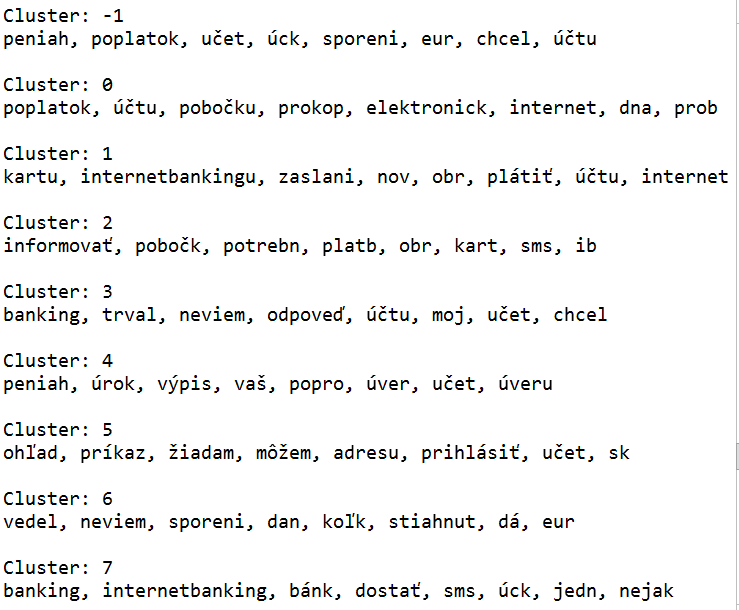 Cluster: -1
peniah, poplatok, učet, úck, sporeni, eur, chcel, účtu
Cluster: 0
poplatok, účtu, pobočku, prokop, elektronick, internet, dna, prob
Cluster: 1
kartu, internetbankingu, zaslani, nov, obr, plátiť, účtu, internet
Cluster: 2
informovať, pobočk, potrebn, platb, obr, kart, sms, ib
Cluster: 3
banking, trval, neviem, odpoveď, účtu, moj, učet, chcel
Cluster: 4
peniah, úrok, výpis, vaš, popro, úver, učet, úveru
Cluster: 5
ohľad, príkaz, žiadam, môžem, adresu, prihlásiť, učet, sk
Cluster: 6
vedel, neviem, sporeni, dan, koľk, stiahnut, dá, eur
Cluster: 7
banking, internetbanking, bánk, dostať, sms, úck, jedn, nejak